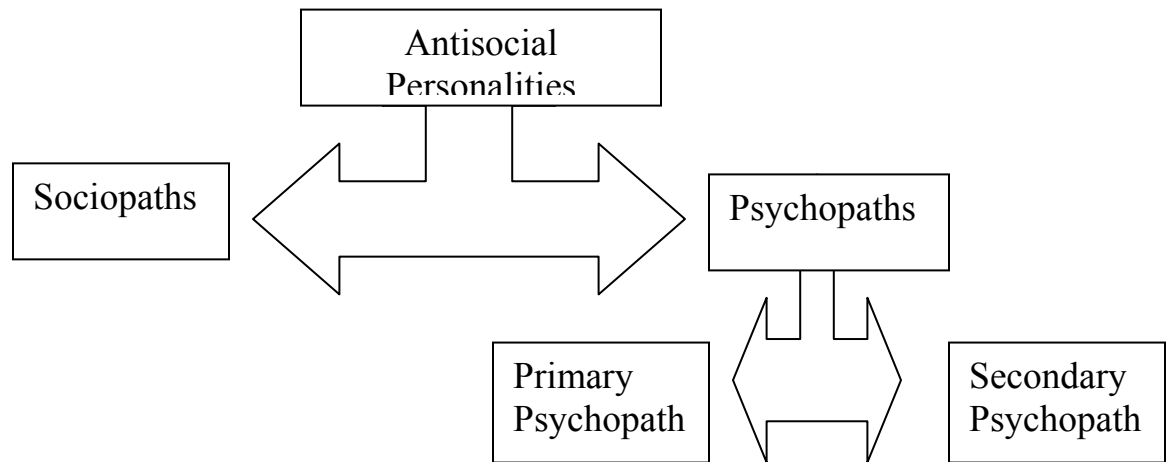 Antisocial
Personalities
Sociopaths
Psychopaths
Primary
Psychopath
Secondary
Psychopath